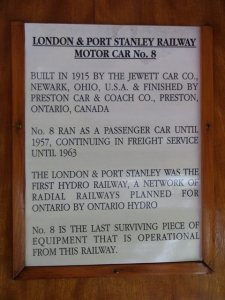 LONDON & PORT STANLEY RAILWAY
MOTOR CAR No. 8
BUILT IN 1915 BY THE JEWETT CAR CO.,
NEWARK, OHIO, U.S.A. & FINISHED BY
PRESTON CAR & COACH CO., PRESTON,
ONTARIO, CANADA
No. 8 RAN AS A PASSENGER CAR UNTIL
1957, CONTINUING IN FREIGHT SERVICE
UNTIL 1963
THE LONDON & PORT STANLEY WAS THE
FIRST HYDRO RAILWAY, A NETWORK OF
RADIAL RAILWAYS PLANNED FOR
ONTARIO BY ONTARIO HYDRO
No. 8 IS THE LAST SURVIVING PIECE OF
EQUIPMENT THAT IS OPERATIONAL
FROM THIS RAILWAY.